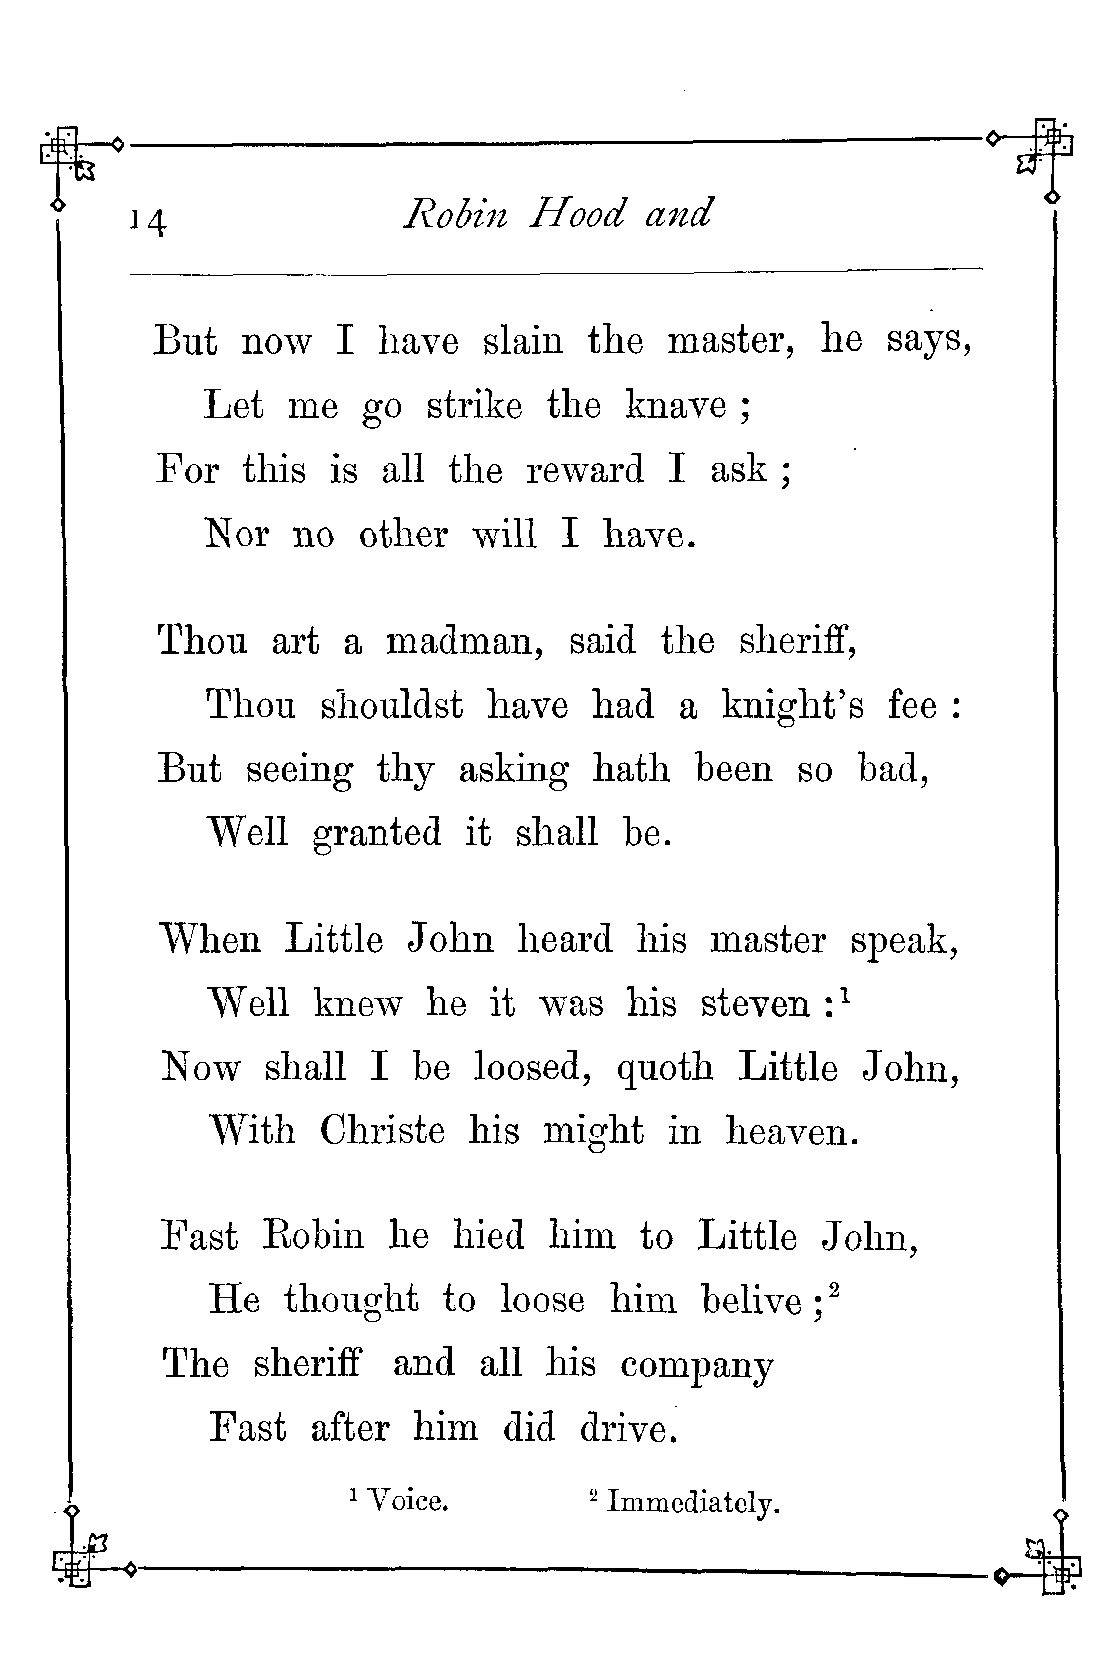 14 Robin Hood and
But now I have slain the master, he says,
Let me go strike the knave ;
For this is all the reward I ask ;
Nor no other will I have.
Thou art a madman, said the sheriff,
Thou shouldst have had a knight's fee :
But seeing thy asking hath been so bad,
Well granted it shall be.
When Little John heard his master speak,
Well knew he it was his steven :¹
Now shall I be loosed, quoth Little John,
With Christe his might in heaven.
Fast Robin he hied him to Little John,
He thought to loose him belive ;²
The sheriff and all his company
Fast after him did drive.
¹ Voice. ² Immediately.